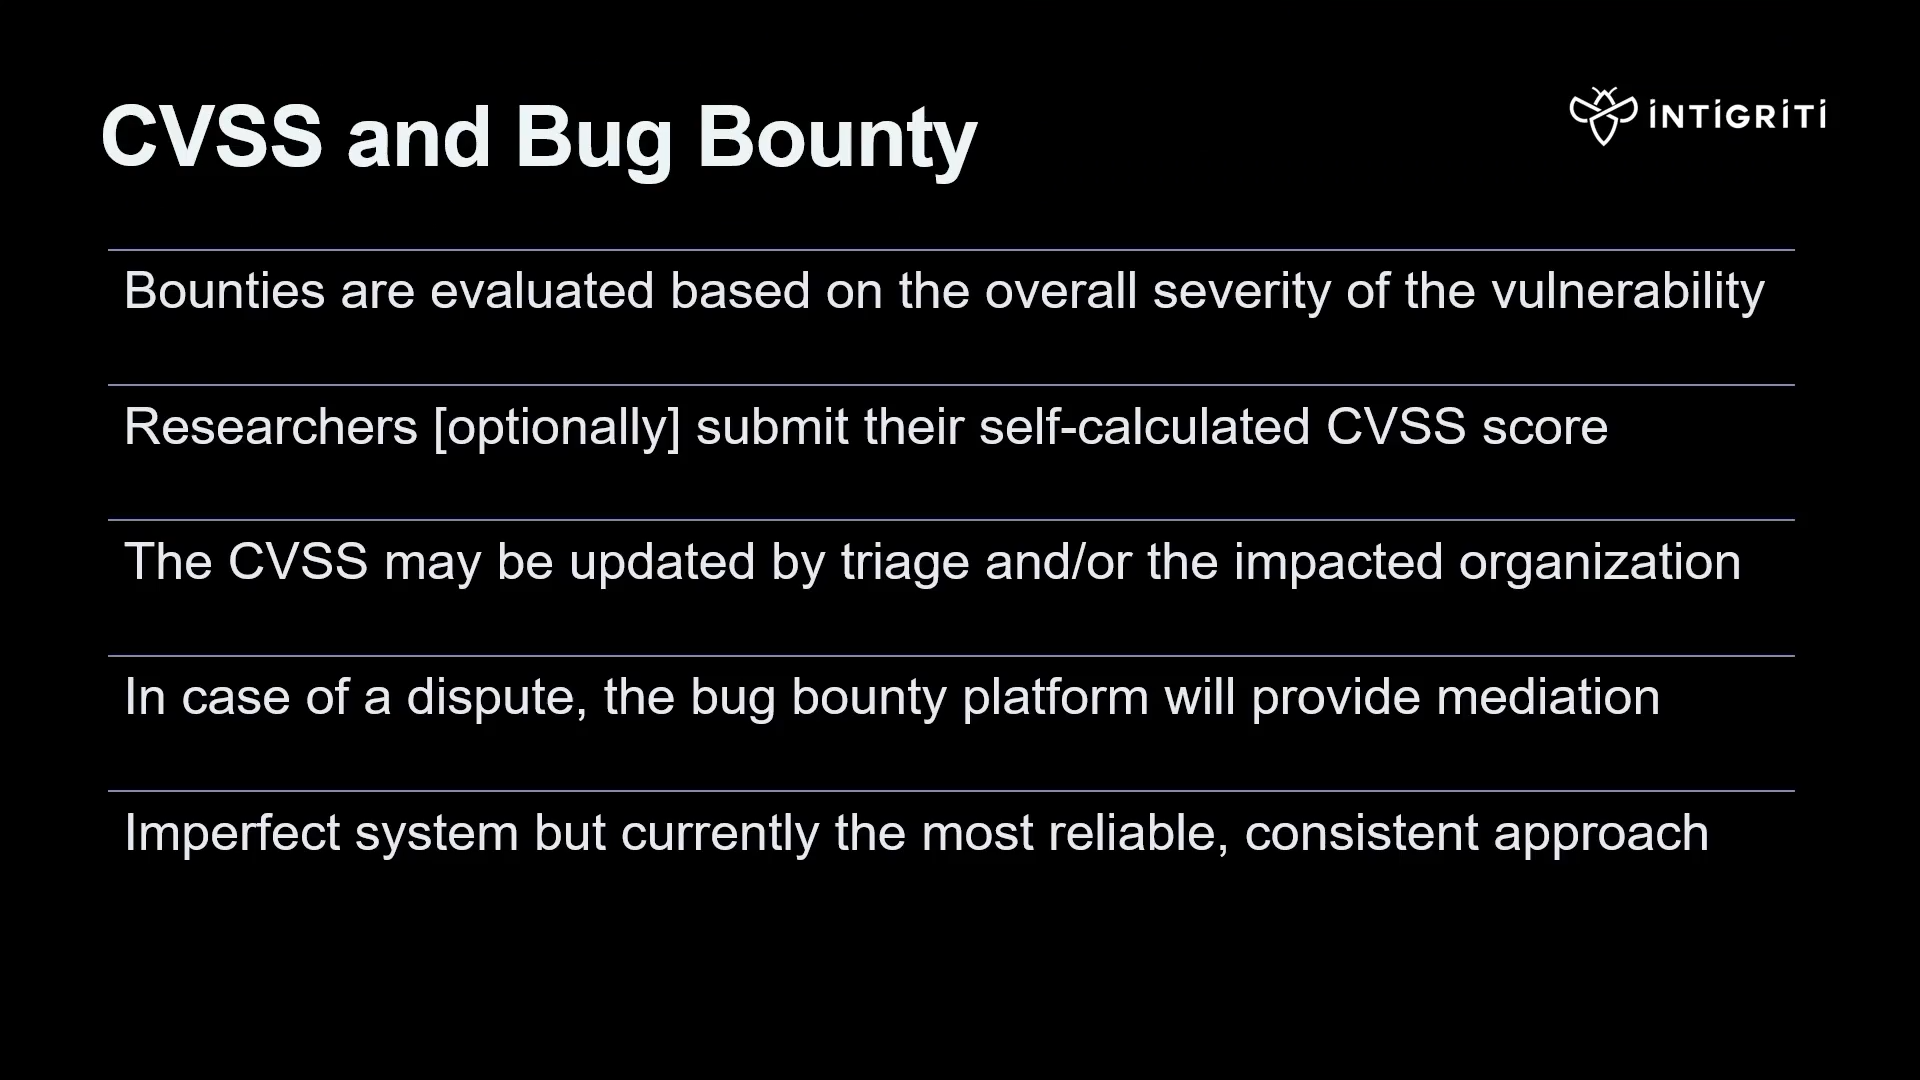 CVSS and Bug Bounty
INTIGRITI
Bounties are evaluated based on the overall severity of the vulnerability
Researchers [optionally] submit their self-calculated CVSS score
The CVSS may be updated by triage and/or the impacted organization
In case of a dispute, the bug bounty platform will provide mediation
Imperfect system but currently the most reliable, consistent approach